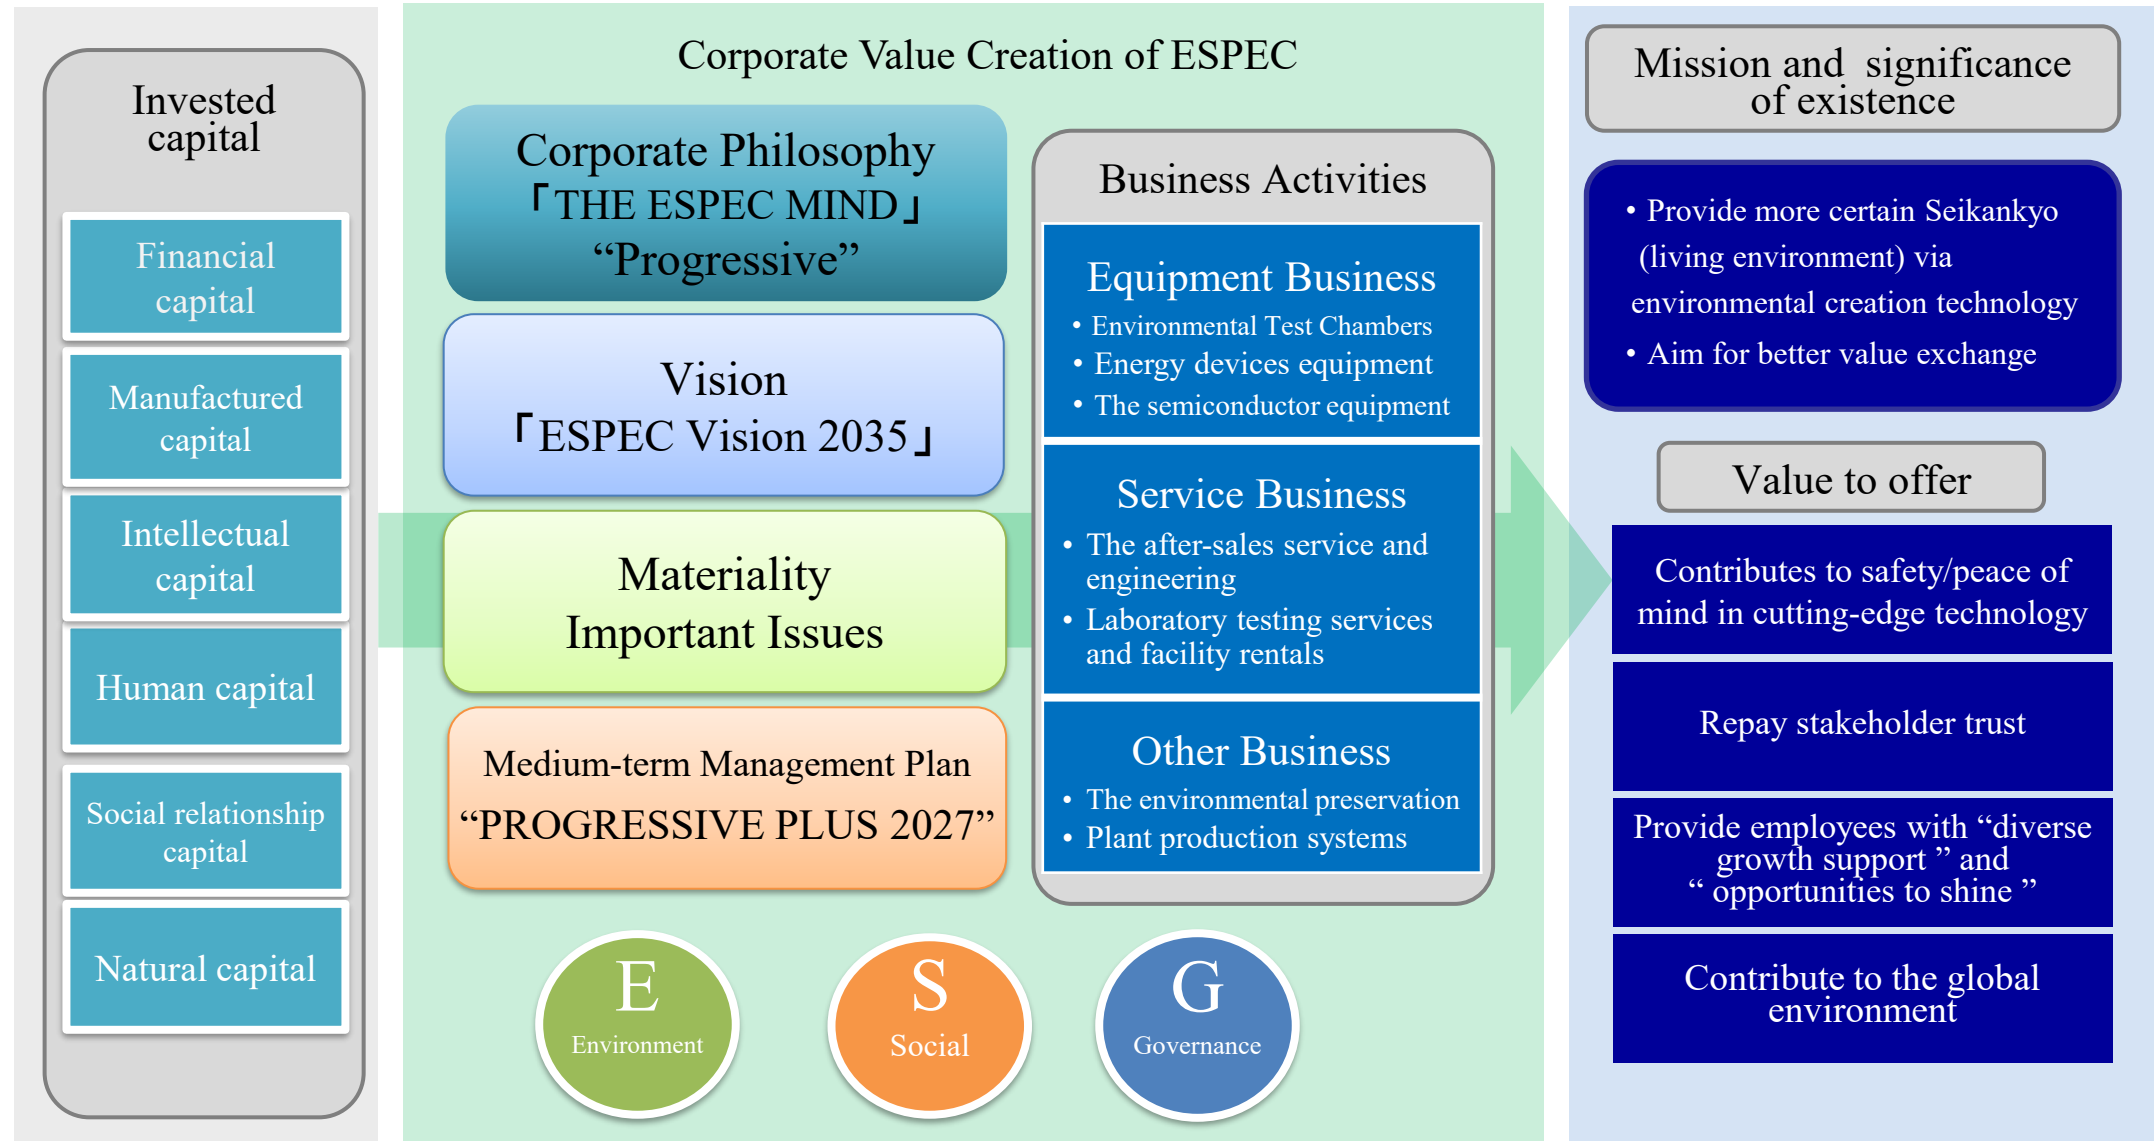 Invested
capital
Financial
capital
Manufactured
capital
Intellectual
capital
Human capital
Social relationship
capital
Natural capital
Corporate Value Creation of ESPEC
Corporate Philosophy
「THE ESPEC MIND」
“Progressive”
Vision
「ESPEC Vision 2035」
Materiality
Important Issues
Medium-term Management Plan
“PROGRESSIVE PLUS 2027”
Business Activities
Equipment Business
• Environmental Test Chambers
• Energy devices equipment
• The semiconductor equipment
Service Business
• The after-sales service and
engineering
• Laboratory testing services
and facility rentals
Other Business
• The environmental preservation
• Plant production systems
E
Environment
S
Social
G
Governance
Mission and significance
of existence
• Provide more certain Seikankyo
(living environment) via
environmental creation technology
• Aim for better value exchange
Value to offer
Contributes to safety/peace of
mind in cutting-edge technology
Repay stakeholder trust
Provide employees with “diverse
growth support ” and
“ opportunities to shine ”
Contribute to the global
environment